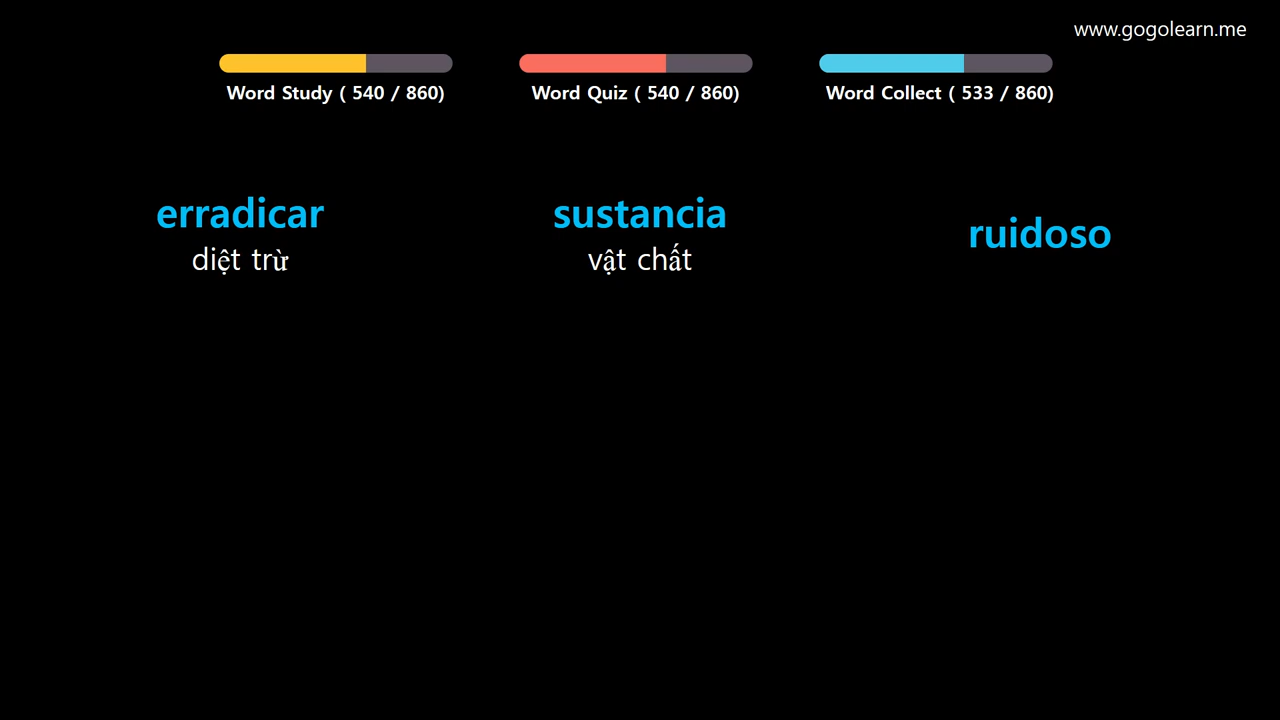 www.gogolearn.me
Word Study ( 540 / 860)
Word Quiz ( 540 / 860)
Word Collect ( 533 / 860)
erradicar
diệt trừ
sustancia
vật chất
ruidoso